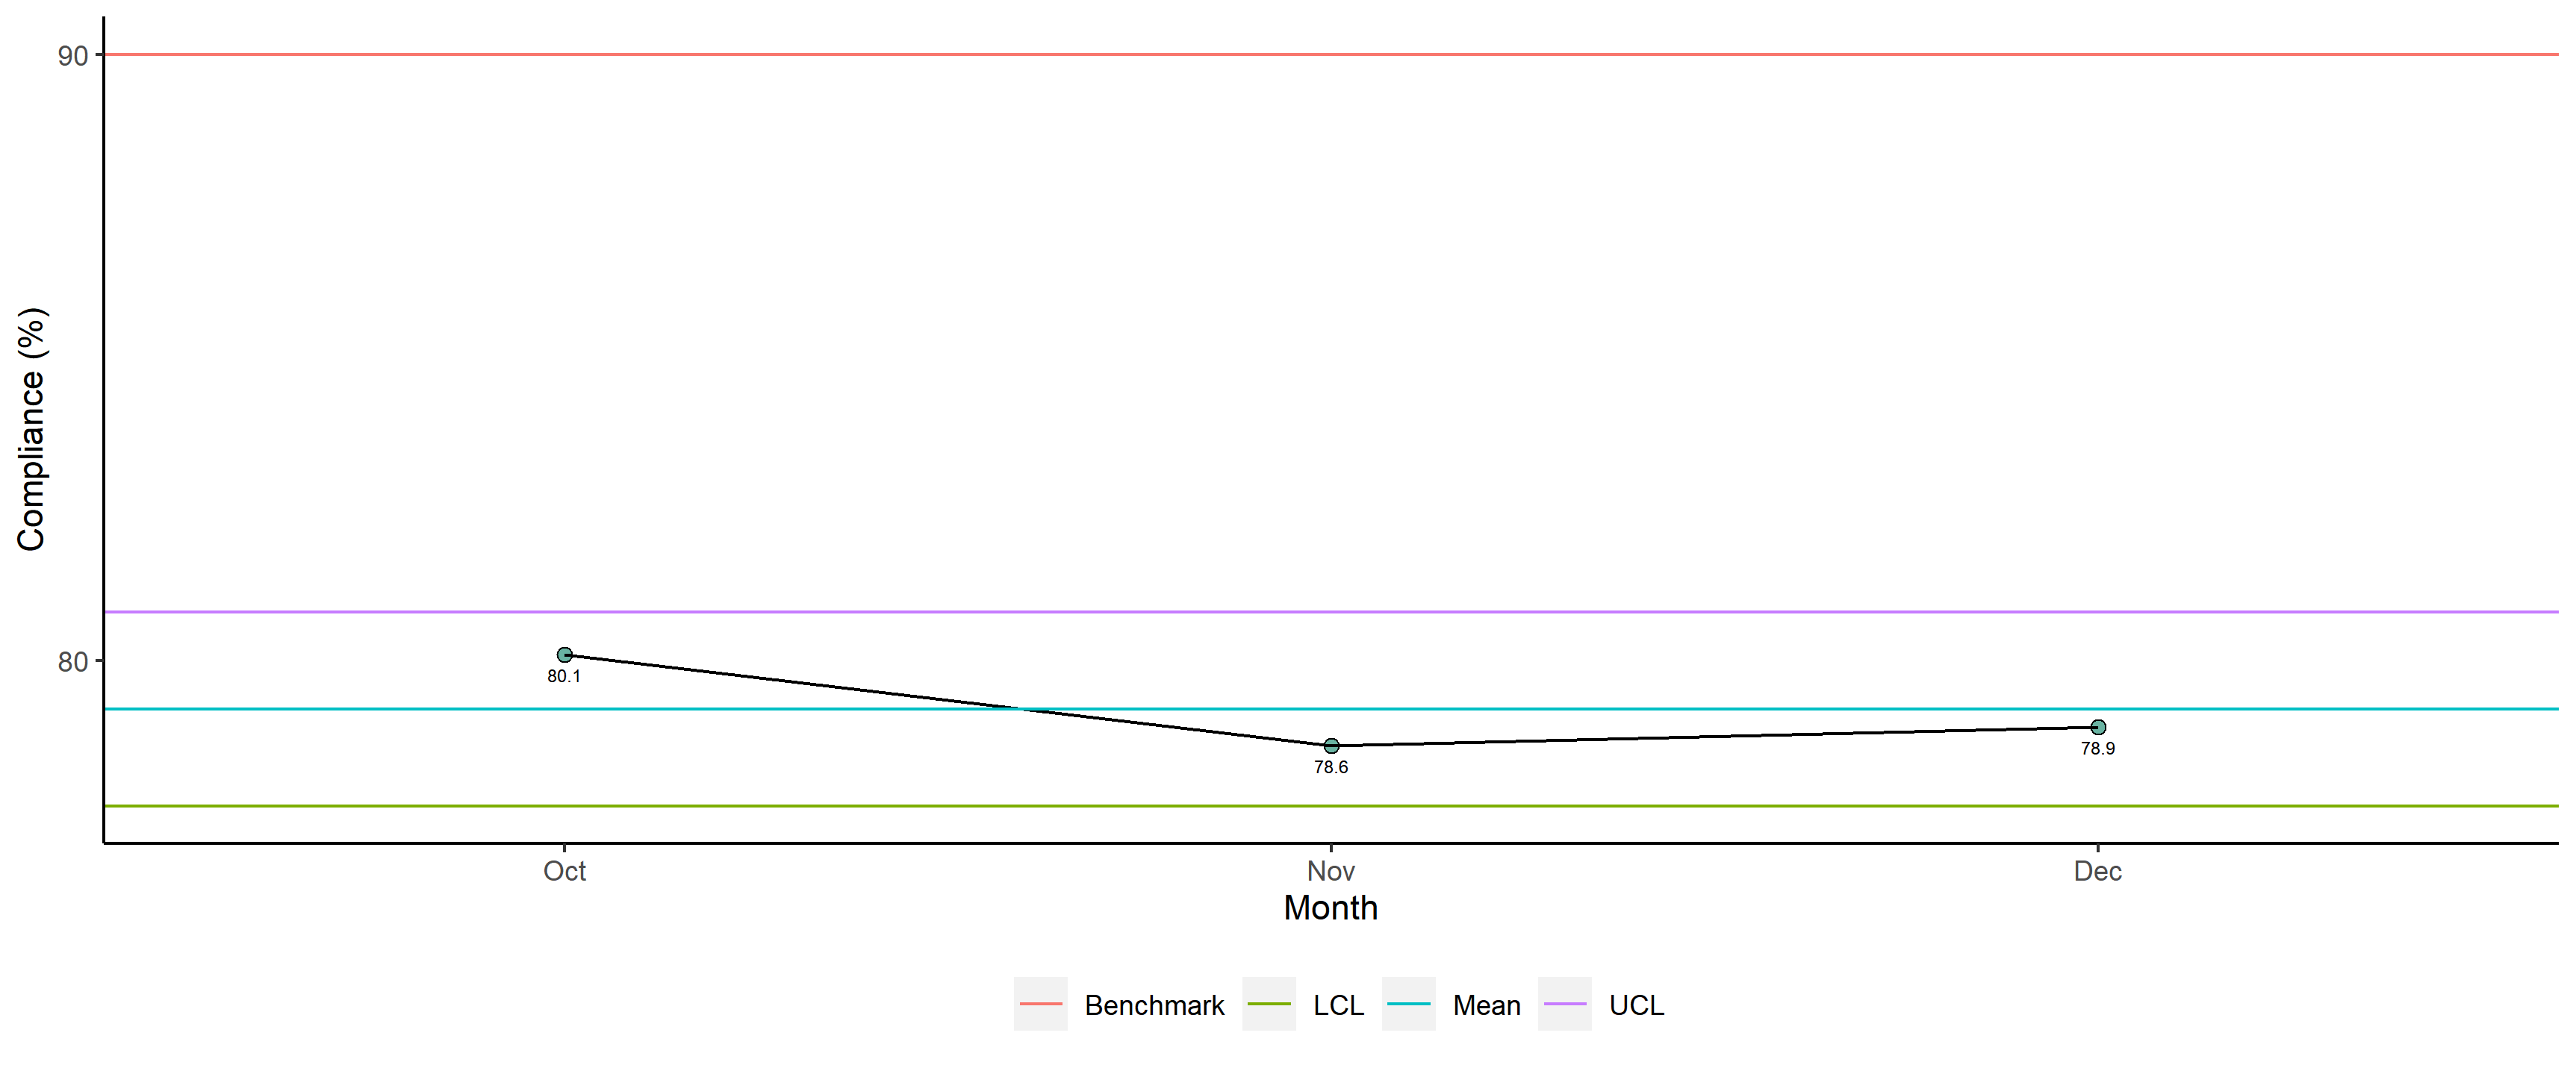 90
80
Compliance (%)
80.1
78.6
78.9
Oct Nov Dec
Month
Benchmark LCL Mean UCL